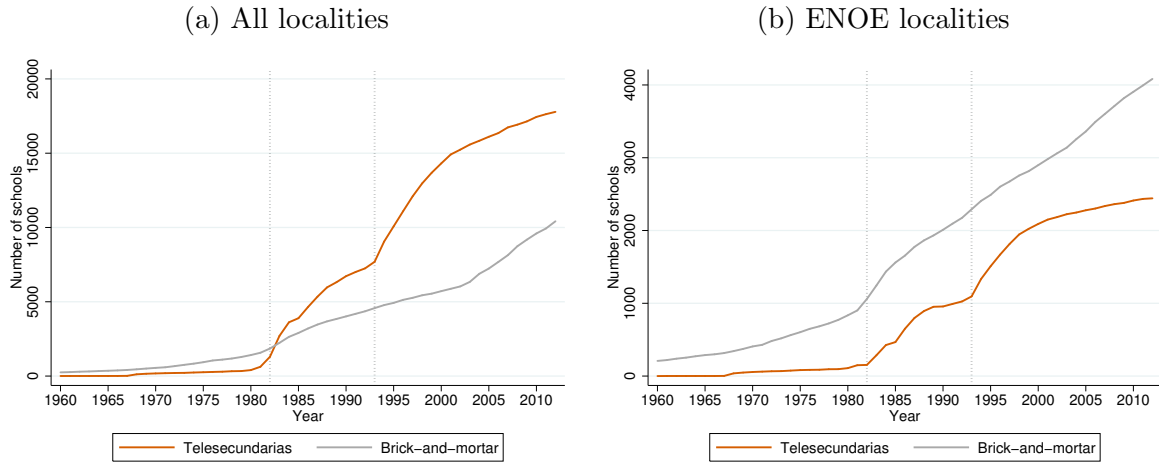 (a) All localities
Number of schools
20000
15000
10000
5000
0
1960 1965 1970 1975 1980 1985 1990 1995 2000 2005 2010
Year
Telesecundarias Brick-and-mortar
(b) ENOE localities
Number of schools
4000
3000
2000
1000
0
1960 1965 1970 1975 1980 1985 1990 1995 2000 2005 2010
Year
Telesecundarias Brick-and-mortar